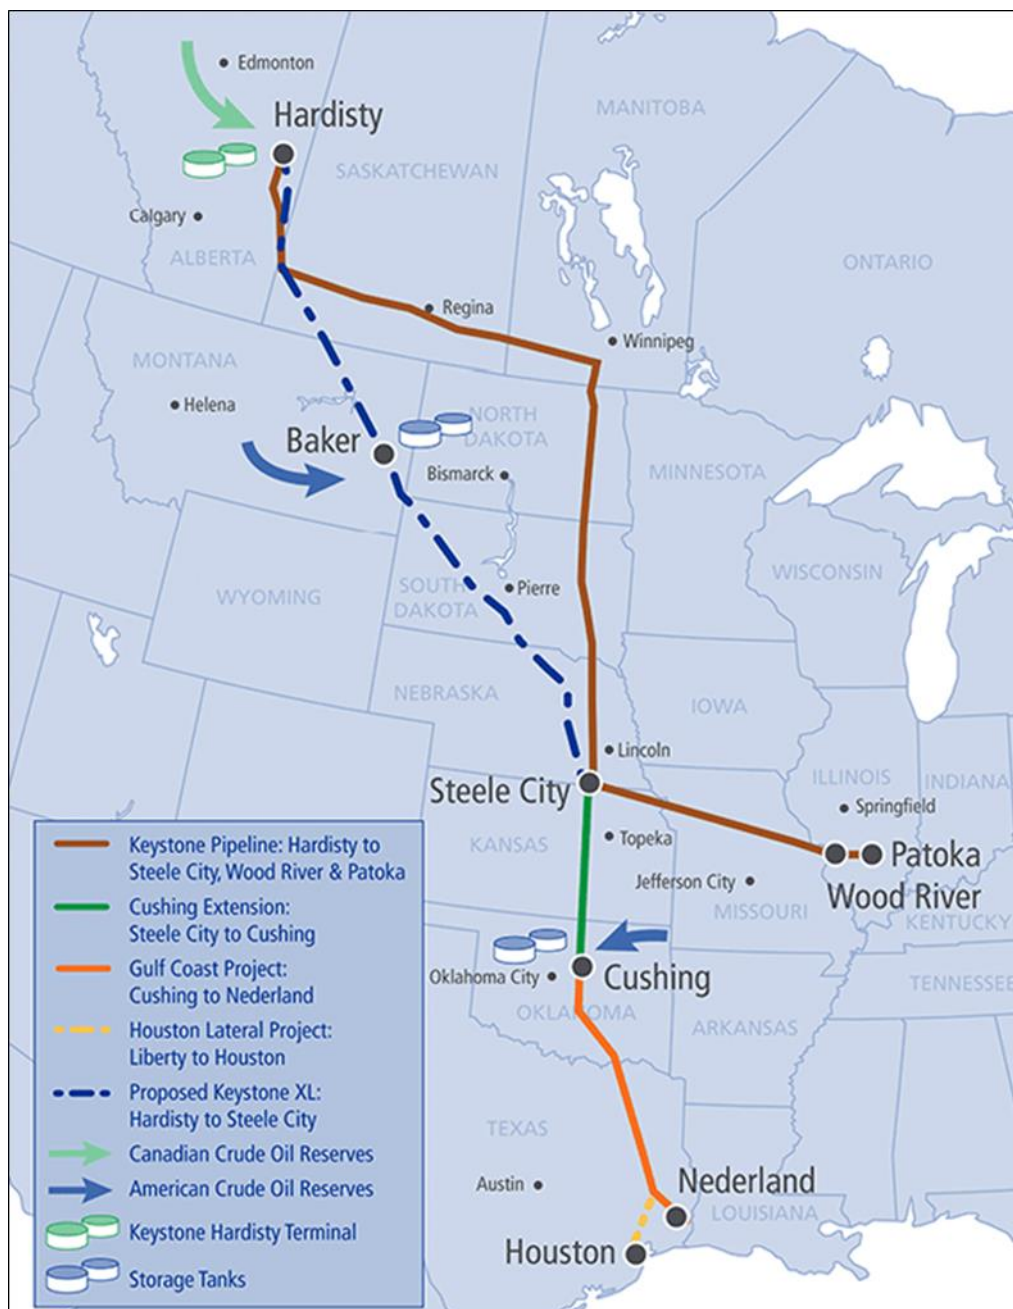 Edmonton
Hardisty
MANITOBA
SASKATCHEWAN
Calgary
ALBERTA
ONTARIO
Regina
Winnipeg
MONTANA
Helena
NORTH
DAKOTA
Baker
Bismarck
MINNESOTA
WISCONSIN
WYOMING
SOUTH
DAKOTA
Pierre
NEBRASKA
IOWA
Lincoln
Steele City
ILLINOIS
INDIANA
Springfield
KANSAS
Topeka
Patoka
Wood River
Jefferson City
MISSOURI
KENTUCKY
Oklahoma City
Cushing
TENNESSEE
OKLAHOMA
ARKANSAS
TEXAS
Austin
Nederland
LOUISIANA
Houston
Keystone Pipeline: Hardisty to
Steele City, Wood River & Patoka
Cushing Extension:
Steele City to Cushing
Gulf Coast Project:
Cushing to Nederland
Houston Lateral Project:
Liberty to Houston
Proposed Keystone XL:
Hardisty to Steele City
Canadian Crude Oil Reserves
American Crude Oil Reserves
Keystone Hardisty Terminal
Storage Tanks